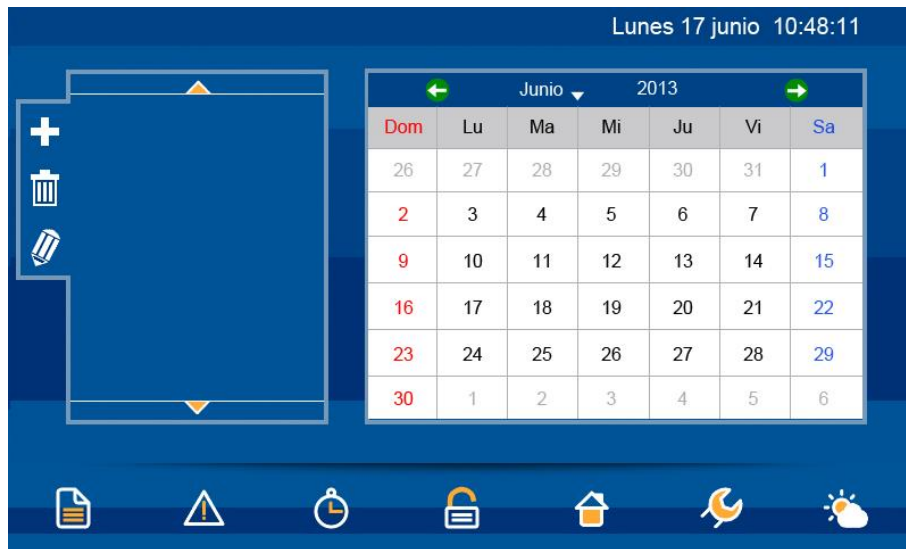 Lunes 17 junio 10:48:11
Junio 2013
Dom Lu Ma Mi Ju Vi Sa
26 27 28 29 30 31 1
2 3 4 5 6 7 8
9 10 11 12 13 14 15
16 17 18 19 20 21 22
23 24 25 26 27 28 29
30 1 2 3 4 5 6